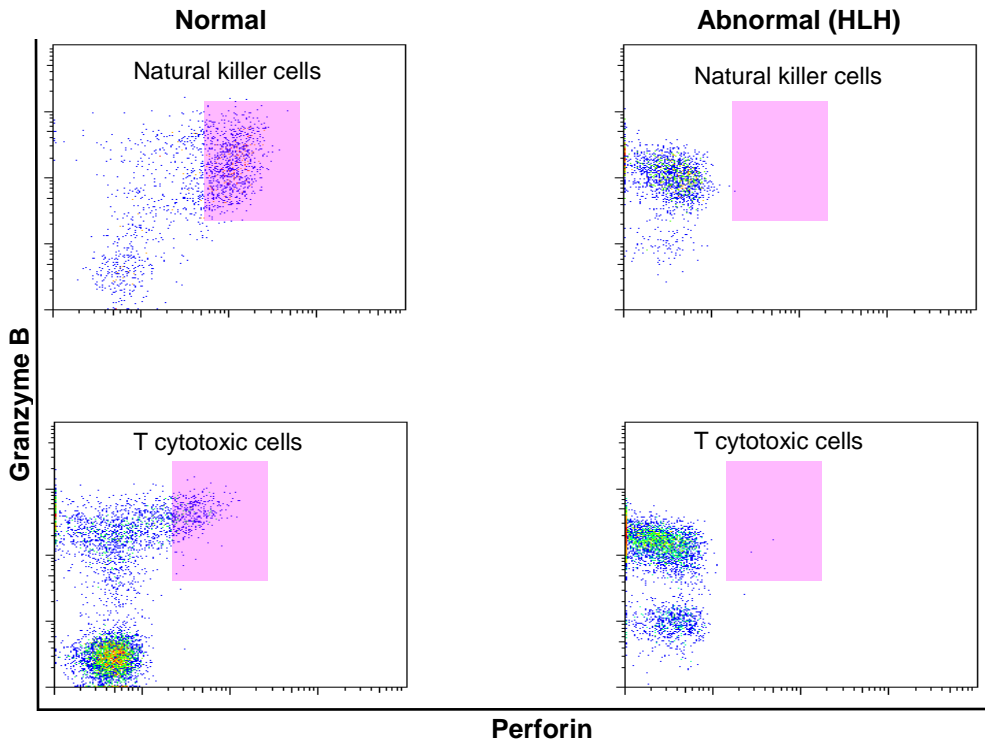 Normal
Abnormal (HLH)
Natural killer cells
Natural killer cells
Granzyme B
T cytotoxic cells
T cytotoxic cells
Perforin